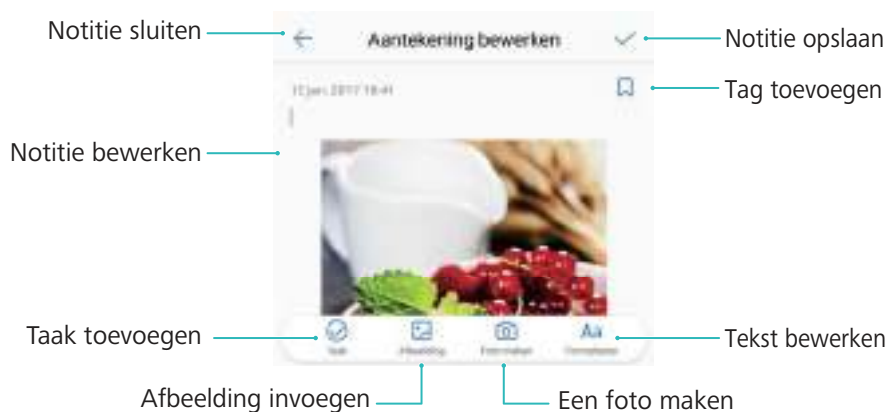 Notitie sluiten
Aantekening bewerken
Notitie opslaan
Tag toevoegen
Notitie bewerken
Taak toevoegen
Aa
Tekst bewerken
Afbeelding invoegen
Een foto maken